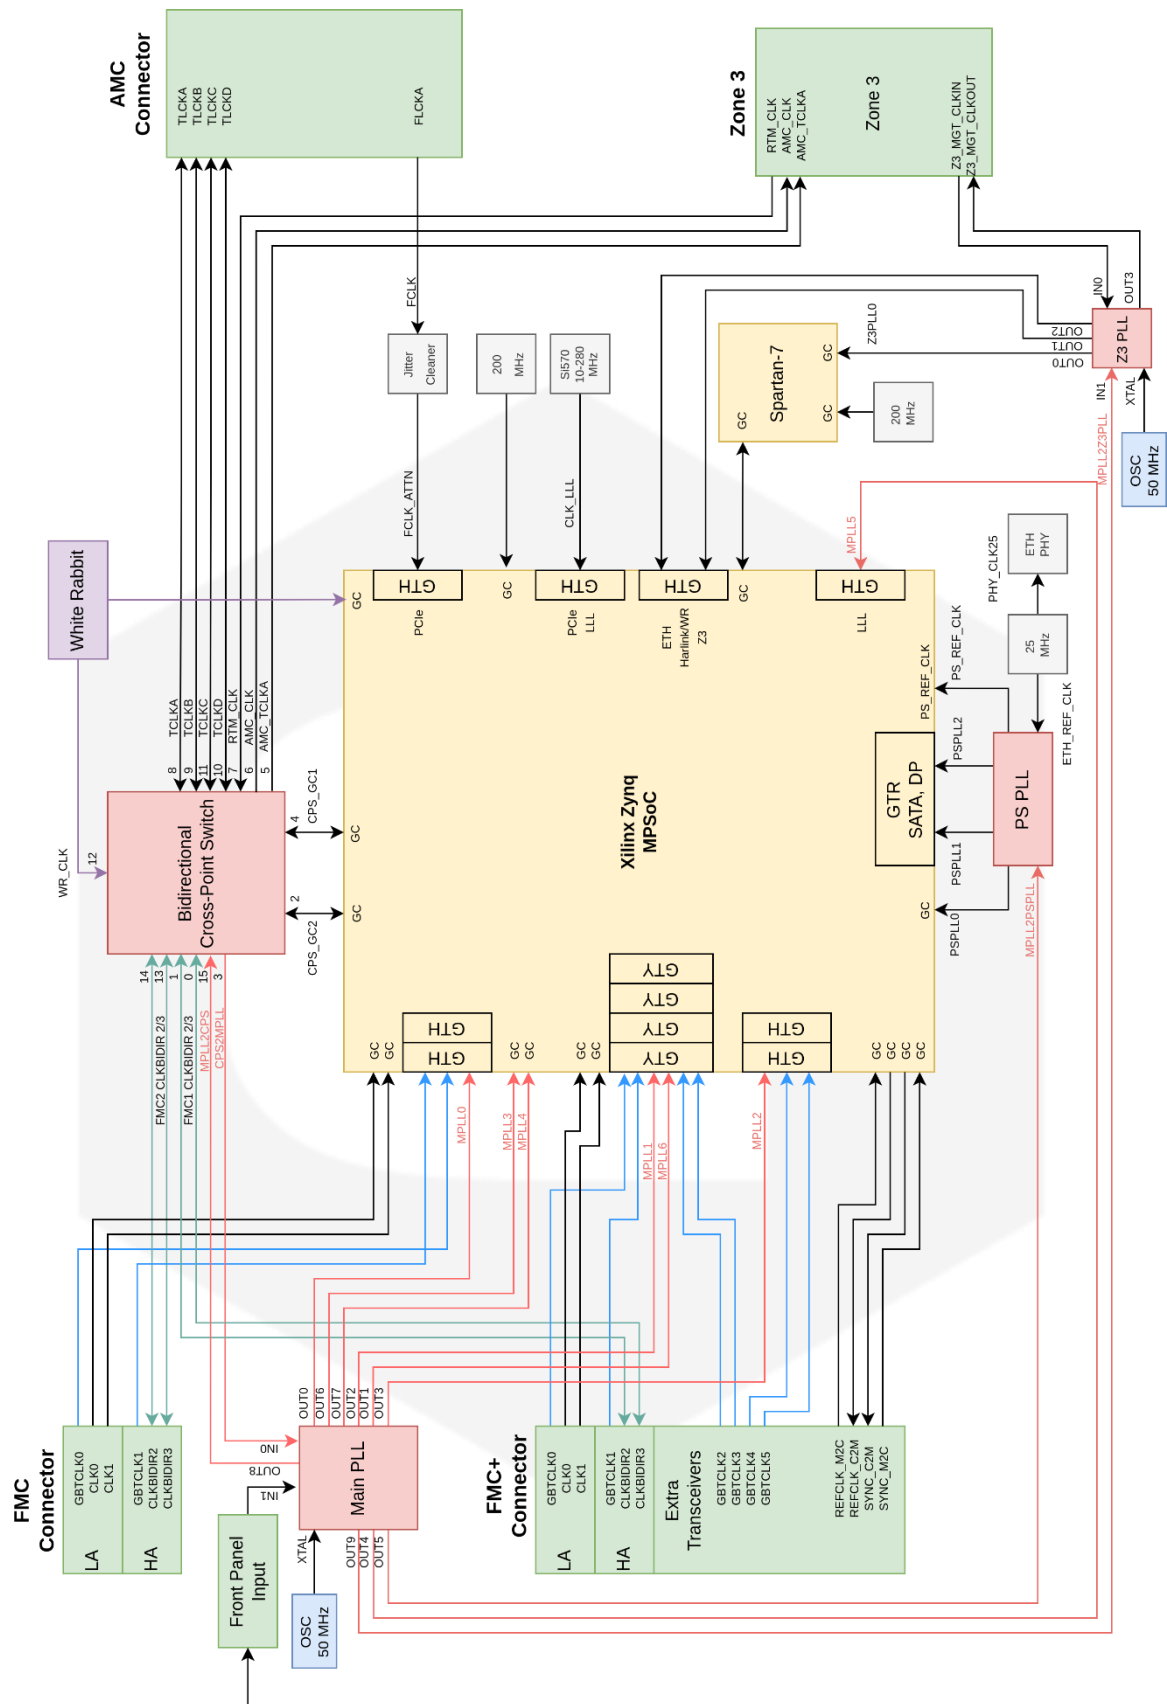 AMC
Connector
TLCKA
TLCKB
TLCKC
TLCKD
FLCKA
Zone 3
RTM_CLK
AMC_CLK
AMC_TCLKA
Zone 3
Z3_MGT_CLKIN
Z3_MGT_CLKOUT
FCLK
Jitter
Cleaner
200
MHz
SI570
10-280
MHz
Spartan-7
GC
GC
GC
200
MHz
Z3PLL0
IN0
OUT3
OUT2
OUT1
OUT0
Z3 PLL
IN1
XTAL
MPLL2Z3PLL
OSC
50 MHz
FCLK_ATTN
CLK_LLL
MPLL5
White Rabbit
WR_CLK
12
TCLKA
TCLKB
TCLKC
TCLKD
RTM_CLK
AMC_CLK
AMC_TCLKA
8
9
11
10
7
6
5
Bidirectional
Cross-Point Switch
4
CPS_GC1
2
CPS_GC2
14
13
1
0
15
3
FMC2 CLKBIDIR 2/3
FMC1 CLKBIDIR 2/3
MPLL2CPS
CPS2MPLL
Xilinx Zynq
MPSoC
GC
GTH
PCIe
GC
GTH
PCIe
LLL
GTH
ETH
Harlink/WR
Z3
GC
GTH
LLL
GC
GC
PS_REF_CLK
GTR
SATA, DP
GC
GC
GC
GTH
GTH
GC
GC
GC
GC
GTY
GTY
GTY
GTY
GTH
GTH
GC
GC
GC
GC
PHY_CLK25
ETH
PHY
25
MHz
PS_REF_CLK
ETH_REF_CLK
PSPLL2
PSPLL1
PSPLL0
PS PLL
MPLL2PSPLL
MPLL0
MPLL3
MPLL4
MPLL1
MPLL6
MPLL2
FMC
Connector
GBTCLK0
CLK0
CLK1
GBTCLK1
CLKBIDIR2
CLKBIDIR3
LA
HA
OUT0
OUT6
OUT7
OUT2
OUT1
OUT3
IN0
OUT8
IN1
Main PLL
XTAL
OUT9
OUT4
OUT5
Front Panel
Input
OSC
50 MHz
FMC+
Connector
GBTCLK0
CLK0
CLK1
GBTCLK1
CLKBIDIR2
CLKBIDIR3
LA
HA
Extra
Transceivers
GBTCLK2
GBTCLK3
GBTCLK4
GBTCLK5
REFCLK_M2C
REFCLK_C2M
SYNC_C2M
SYNC_M2C